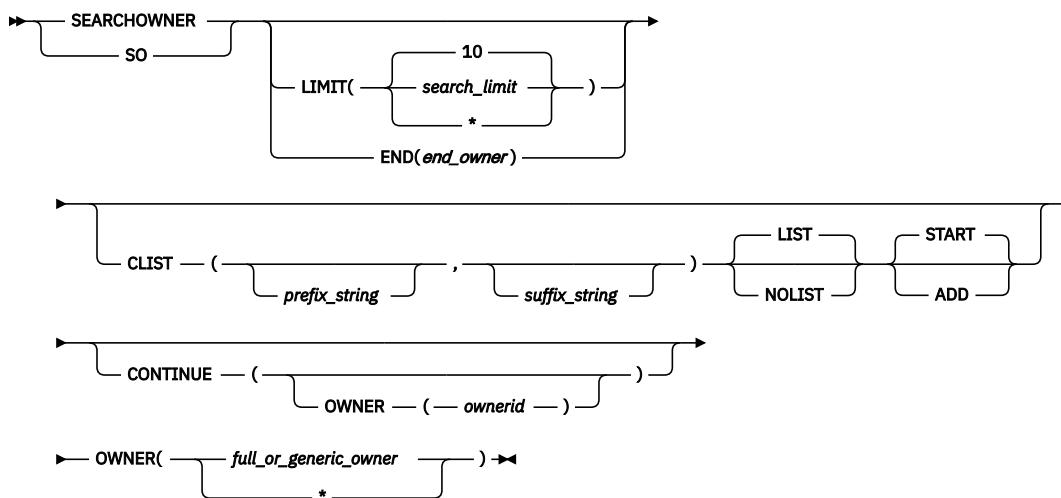 SEARCHOWNER
SO
10
LIMIT( search_limit )
*
END( end_owner )
LIST START
CLIST ( , )
prefix_string suffix_string NOLIST ADD
CONTINUE ( )
OWNER ( ownerid )
OWNER( full_or_generic_owner )
*